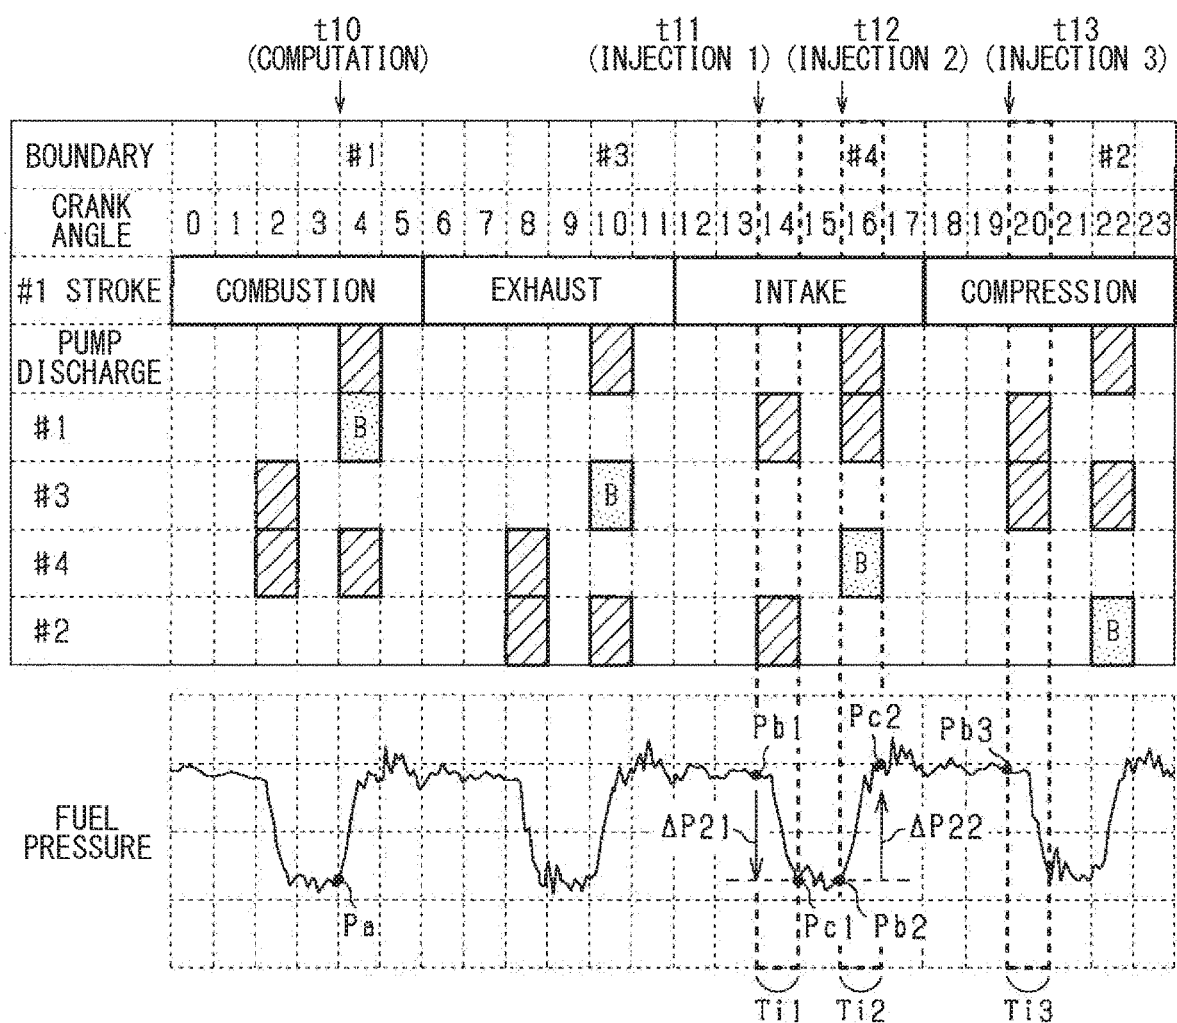 t10 t11 t12 t13
(COMPUTATION) (INJECTION 1) (INJECTION 2) (INJECTION 3)
BOUNDARY #1 #3 #4 #2
CRANK
ANGLE 0 1 2 3 4 5 6 7 8 9 10 11 12 13 14 15 16 17 18 19 20 21 22 23
#1 STROKE COMBUSTION EXHAUST INTAKE COMPRESSION
PUMP
DISCHARGE
#1 B
#3 B
#4 B
#2 B
Pb1 Pc2 Pb3
FUEL
PRESSURE
ΔP21 ΔP22
Pa Pc1 Pb2
Ti1 Ti2 Ti3